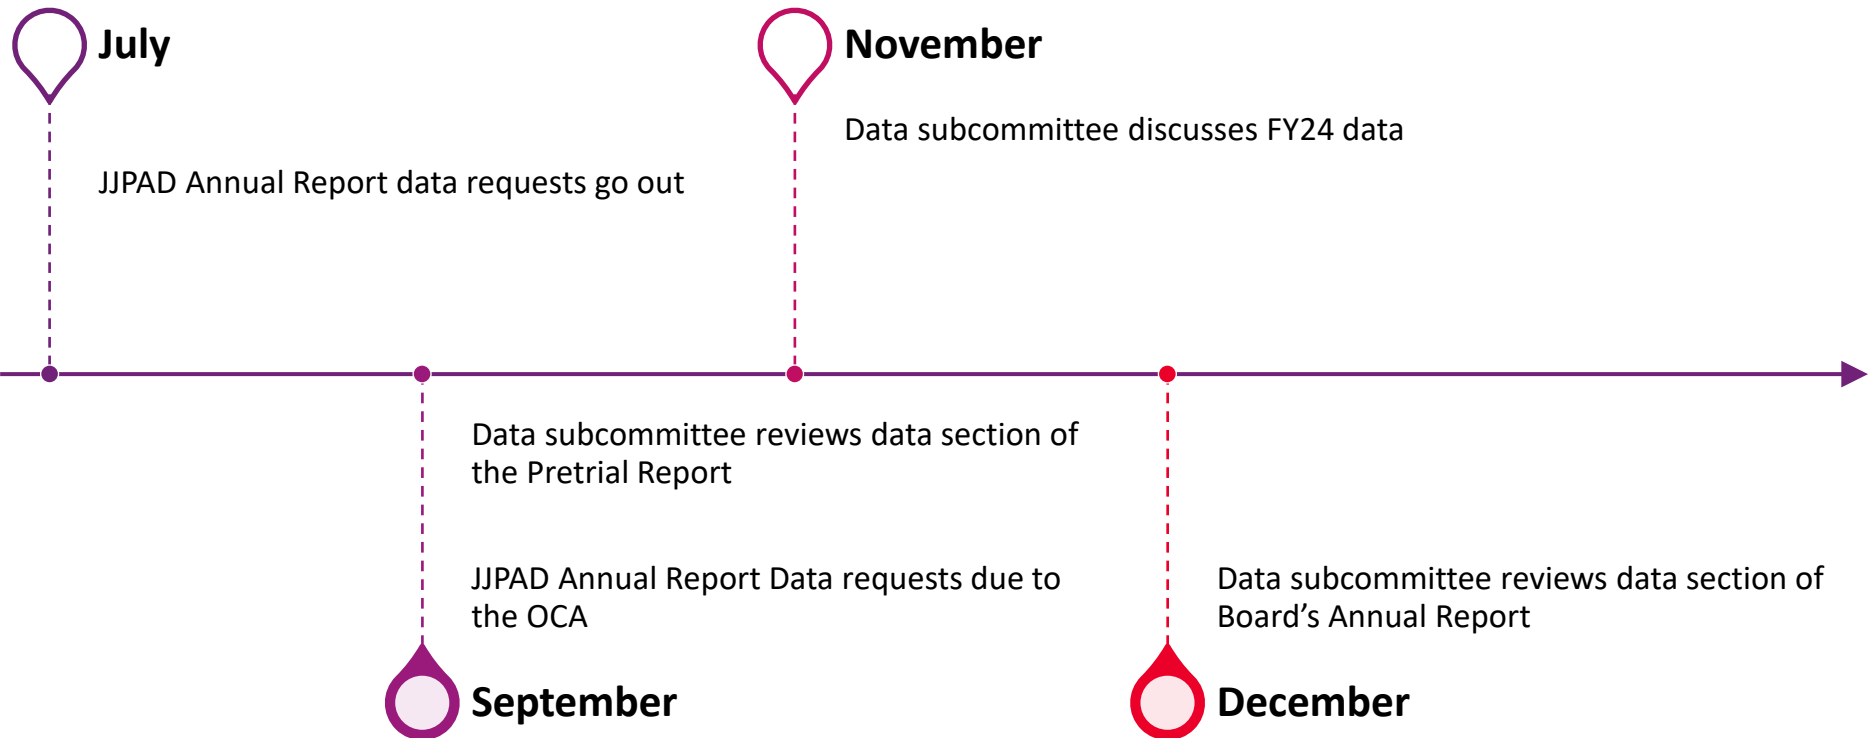 July
JJPAD Annual Report data requests go out
November
Data subcommittee discusses FY24 data
Data subcommittee reviews data section of
the Pretrial Report
JJPAD Annual Report Data requests due to
the OCA
September
Data subcommittee reviews data section of
Board’s Annual Report
December